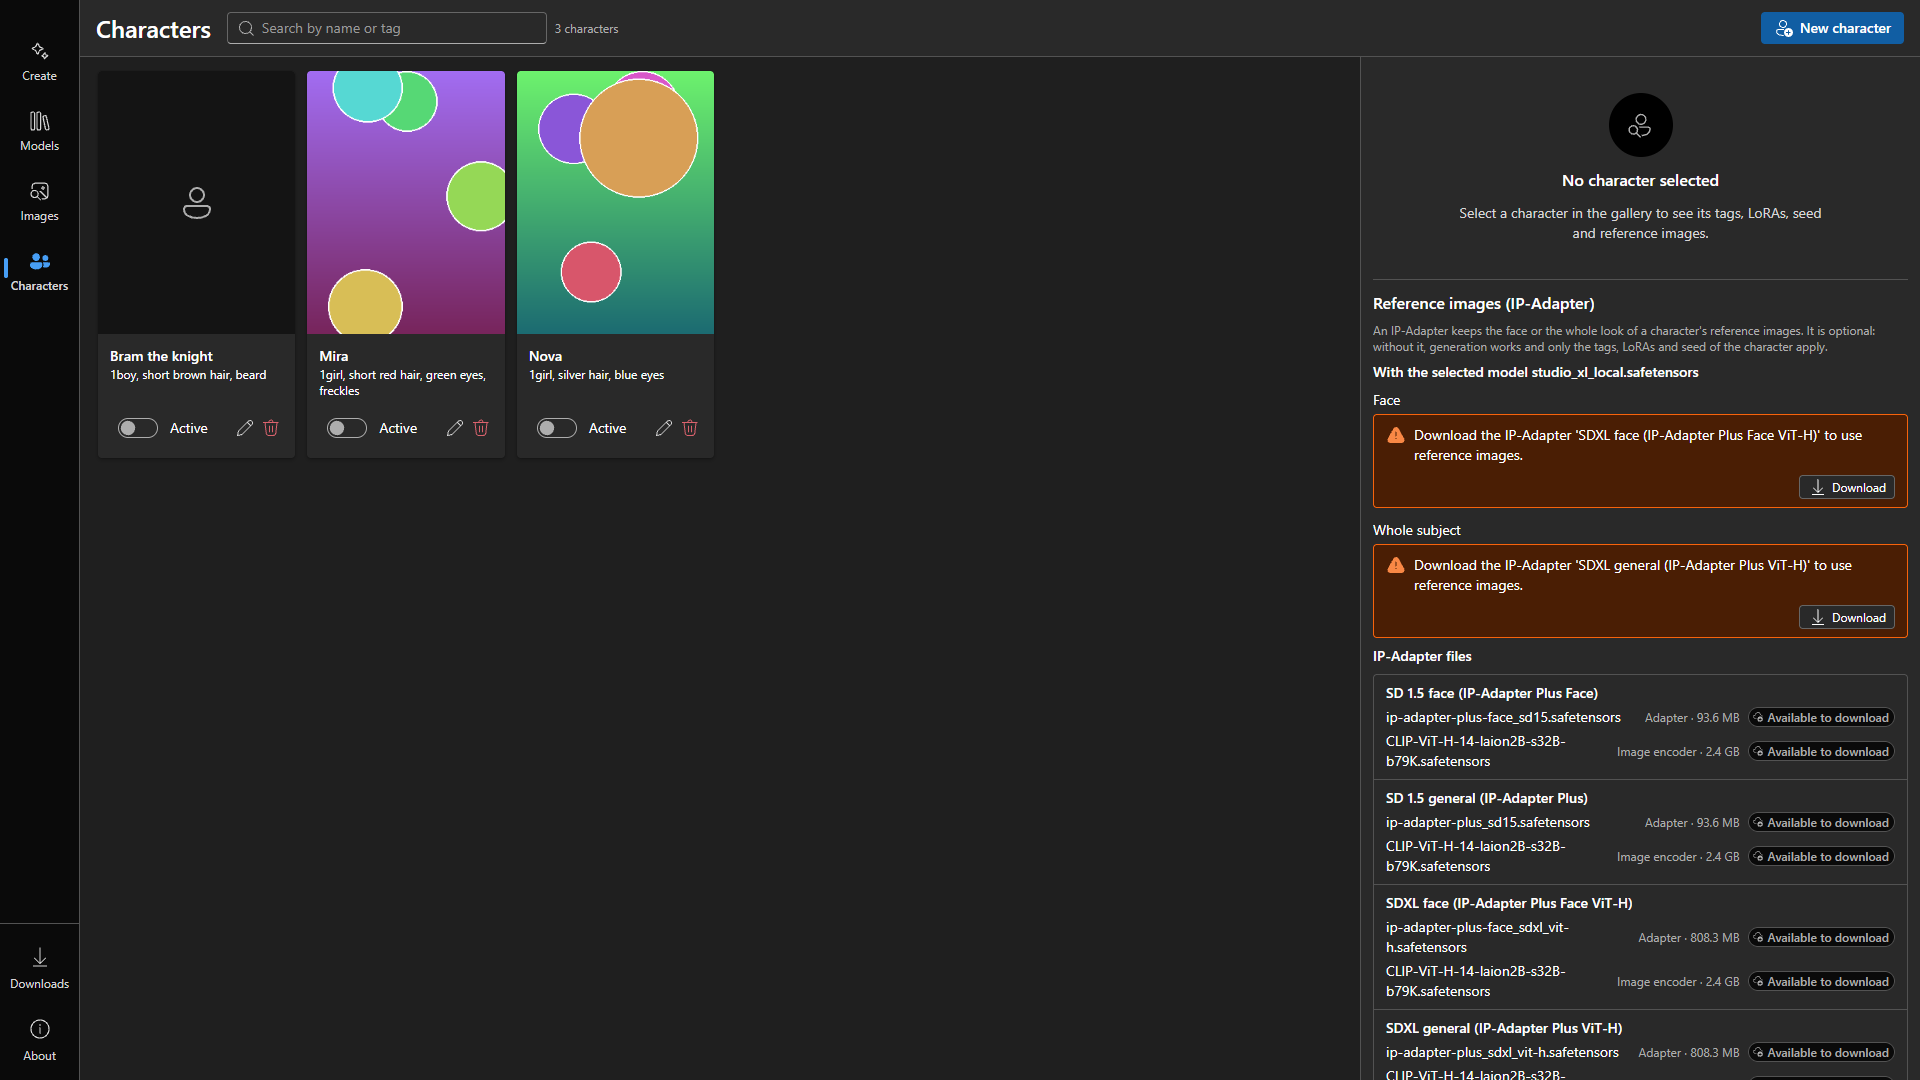 Characters
Search by name or tag
3 characters
New character
Create
Models
Images
Characters
Downloads
About
Bram the knight
1boy, short brown hair, beard
Active
Mira
1girl, short red hair, green eyes,
freckles
Active
Nova
1girl, silver hair, blue eyes
Active
No character selected
Select a character in the gallery to see its tags, LoRAs, seed
and reference images.
Reference images (IP-Adapter)
An IP-Adapter keeps the face or the whole look of a character's reference images. It is optional:
without it, generation works and only the tags, LoRAs and seed of the character apply.
With the selected model studio_xl_local.safetensors
Face
Download the IP-Adapter 'SDXL face (IP-Adapter Plus Face ViT-H)' to use
reference images.
Download
Whole subject
Download the IP-Adapter 'SDXL general (IP-Adapter Plus ViT-H)' to use
reference images.
Download
IP-Adapter files
SD 1.5 face (IP-Adapter Plus Face)
ip-adapter-plus-face_sd15.safetensors Adapter · 93.6 MB Available to download
CLIP-ViT-H-14-laion2B-s32B-
b79K.safetensors Image encoder · 2.4 GB Available to download
SD 1.5 general (IP-Adapter Plus)
ip-adapter-plus_sd15.safetensors Adapter · 93.6 MB Available to download
CLIP-ViT-H-14-laion2B-s32B-
b79K.safetensors Image encoder · 2.4 GB Available to download
SDXL face (IP-Adapter Plus Face ViT-H)
ip-adapter-plus-face_sdxl_vit-
h.safetensors Adapter · 808.3 MB Available to download
CLIP-ViT-H-14-laion2B-s32B-
b79K.safetensors Image encoder · 2.4 GB Available to download
SDXL general (IP-Adapter Plus ViT-H)
ip-adapter-plus_sdxl_vit-h.safetensors Adapter · 808.3 MB Available to download
CLIP-ViT-H-14-laion2B-s32B-